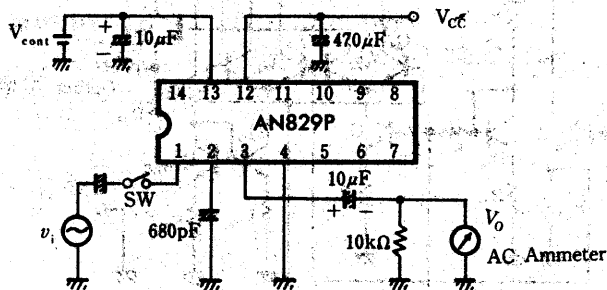 V_cont
+
−
10μF
470μF
V_CC
14 13 12 11 10 9 8
AN829P
1 2 3 4 5 6 7
SW
v_i
680pF
10μF
+ −
10kΩ
V_O
AC Ammeter